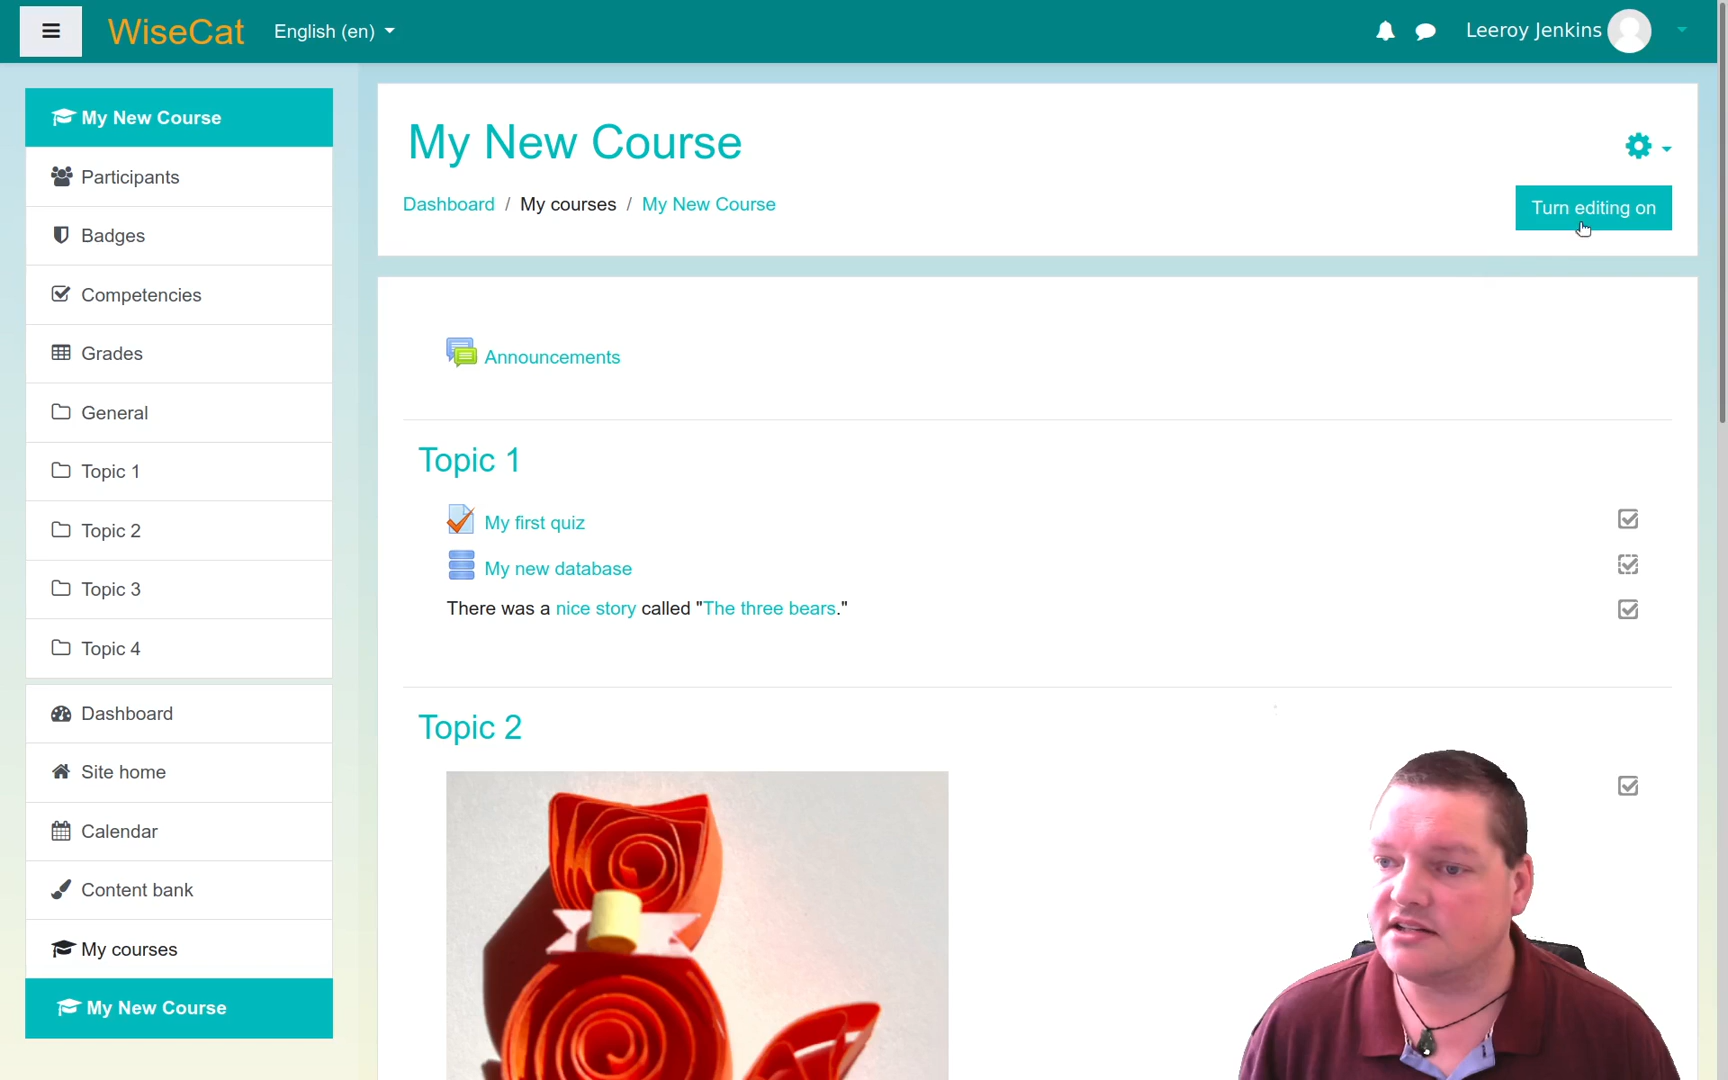 WiseCat English (en) Leeroy Jenkins
My New Course
Participants
Badges
Competencies
Grades
General
Topic 1
Topic 2
Topic 3
Topic 4
Dashboard
Site home
Calendar
Content bank
My courses
My New Course
My New Course
Dashboard / My courses / My New Course
Turn editing on
Announcements
Topic 1
My first quiz
My new database
There was a nice story called "The three bears."
Topic 2